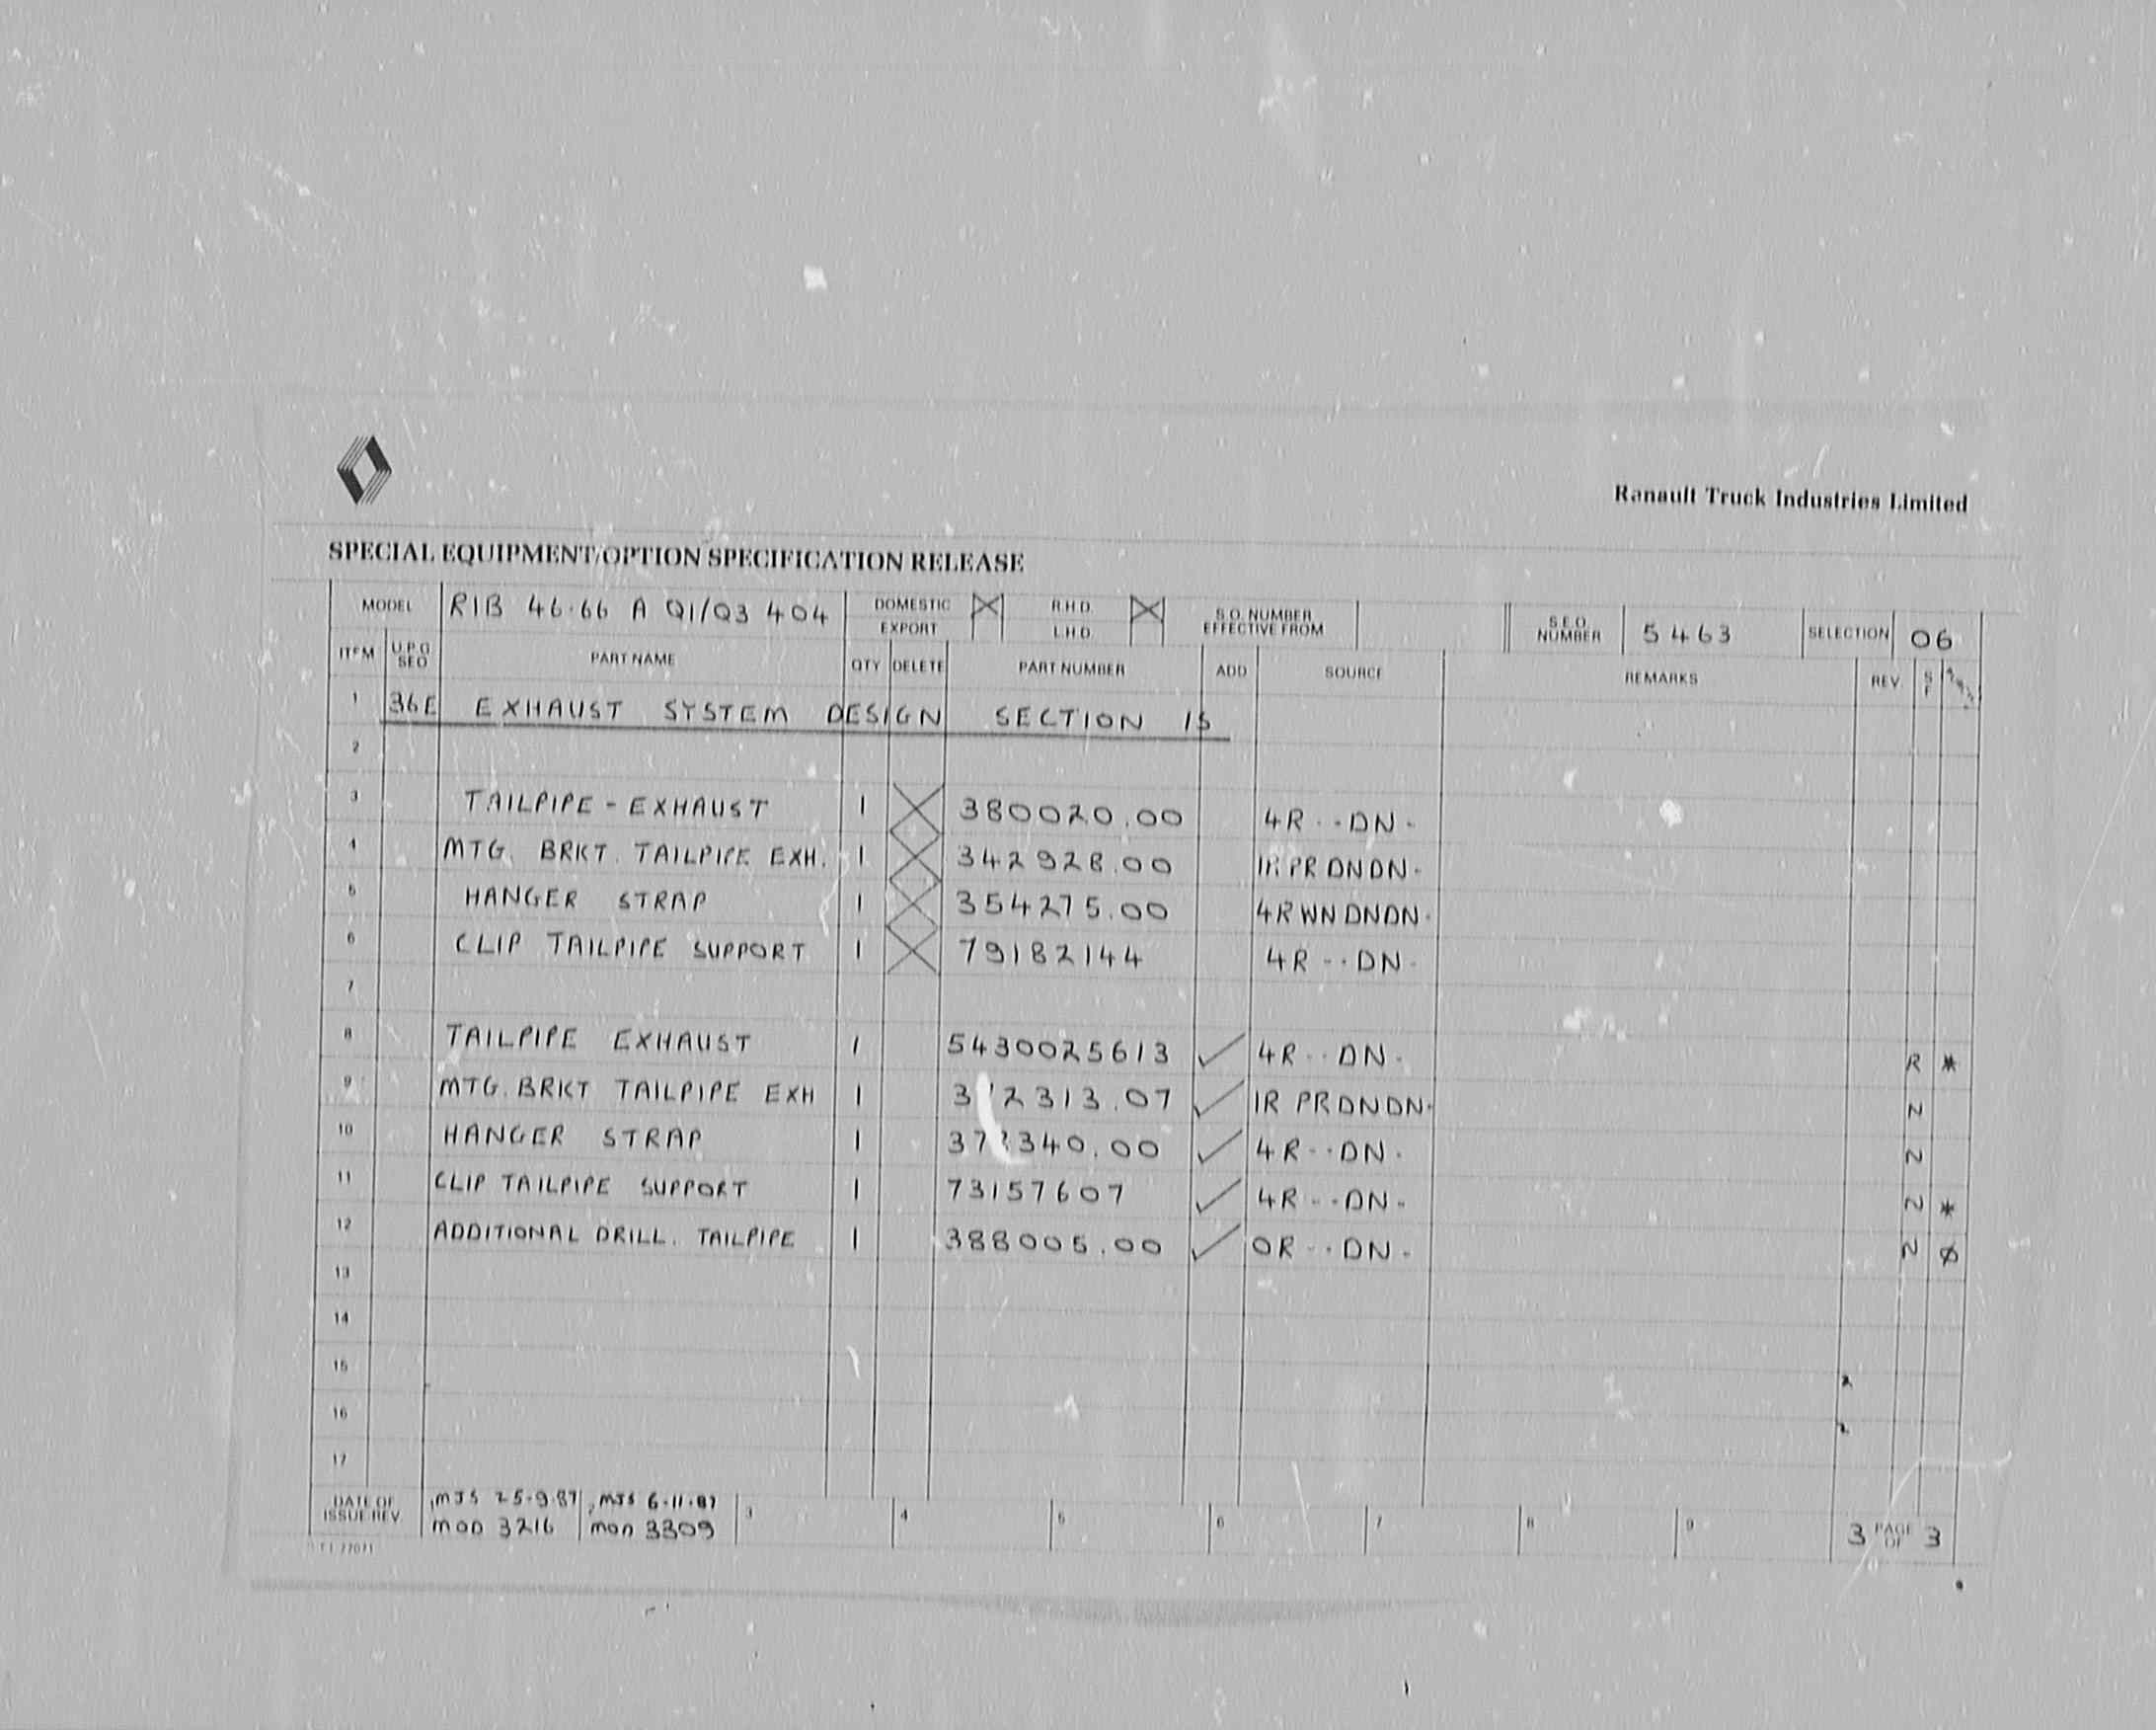 Renault Truck Industries Limited
SPECIAL EQUIPMENT/OPTION SPECIFICATION RELEASE
MODEL RIB 46·66 A Q1/Q3 404 DOMESTIC EXPORT R.H.D. L.H.D. S.O. NUMBER EFFECTIVE FROM S.E.O. NUMBER 5463 SELECTION 06
ITEM U.P.G SEO PART NAME QTY DELETE PART NUMBER ADD SOURCE REMARKS REV S F
1 36E EXHAUST SYSTEM DESIGN SECTION 15
2
3 TAILPIPE - EXHAUST 1 X 380020.00 4R - - DN -
4 MTG. BRKT. TAILPIPE EXH. 1 X 342928.00 1R PR DN DN -
5 HANGER STRAP 1 X 354275.00 4R WN DN DN -
6 CLIP TAILPIPE SUPPORT 1 X 79182144 4R - - DN -
7
8 TAILPIPE EXHAUST 1 5430025613 ✓ 4R - - DN - R *
9 MTG. BRKT TAILPIPE EXH 1 ✓ 1R PR DN DN - N
10 HANGER STRAP 1 ✓ 4R - - DN - N
11 CLIP TAILPIPE SUPPORT 1 73157607 ✓ 4R - - DN - N *
12 ADDITIONAL DRILL. TAILPIPE 1 388005.00 ✓ 0R - - DN - N Ø
13
14
15
16
17
DATE OF ISSUE/REV. MJS 25·9·87 MJS 6·11·87 3 4 5 6 7 8 9 3 PAGE OF 3
MOD 3216 MOD 3309